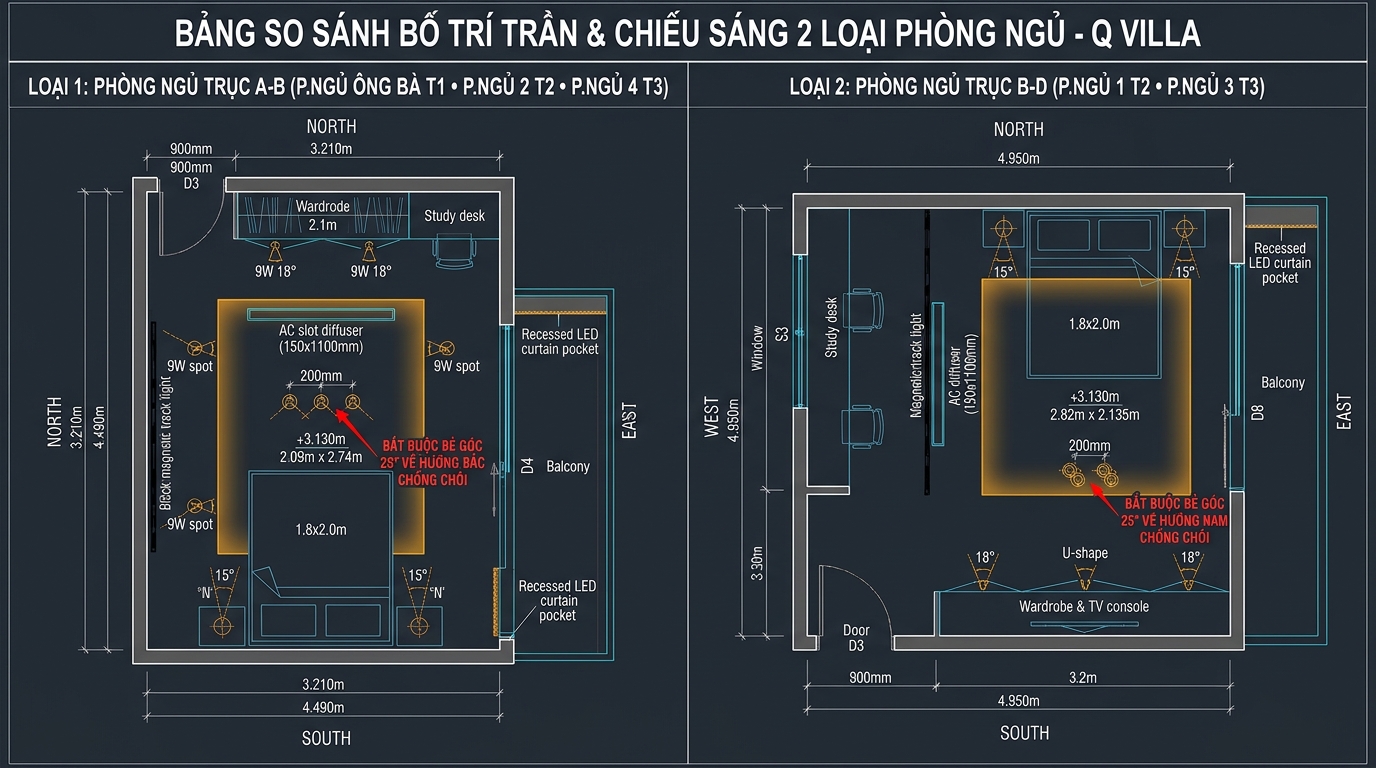 BẢNG SO SÁNH BỐ TRÍ TRẦN & CHIẾU SÁNG 2 LOẠI PHÒNG NGỦ - Q VILLA
LOẠI 1: PHÒNG NGỦ TRỤC A-B (P.NGỦ ÔNG BÀ T1 • P.NGỦ 2 T2 • P.NGỦ 4 T3)
NORTH
900mm
3.210m
900mm
D3
Wardrode
2.1m
Study desk
9W 18°
9W 18°
AC slot diffuser
(150x1100mm)
Recessed LED
curtain pocket
9W spot
9W spot
200mm
Black magnetic track light
NORTH
3.210m
4.490m
+3.130m
2.09m x 2.74m
BẮT BUỘC BẺ GÓC
25° VỀ HƯỚNG BẮC
CHỐNG CHÓI
EAST
D4
Balcony
9W spot
1.8x2.0m
15°
"N'
15°
"N'
Recessed LED
curtain
pocket
3.210m
4.490m
SOUTH
LOẠI 2: PHÒNG NGỦ TRỤC B-D (P.NGỦ 1 T2 • P.NGỦ 3 T3)
NORTH
4.950m
Recessed
LED curtain
pocket
15°
15°
WEST
4.950m
Window
S3
Study desk
track light
AC
1.8x2.0m
+3.130m
2.82m x 2.135m
200mm
Balcony
D8
EAST
BẮT BUỘC BẺ GÓC
25° VỀ HƯỚNG NAM
CHỐNG CHÓI
18°
U-shape
18°
Wardrobe & TV console
Door
D3
900mm
3.2m
4.950m
SOUTH